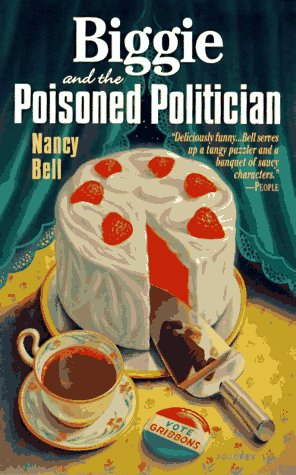 Biggie
and the
Poisoned Politician
Nancy
Bell
"Deliciously funny...Bell serves
up a tangy puzzler and a
banquet of saucy
characters."
—PEOPLE
VOTE
GRIBBONS